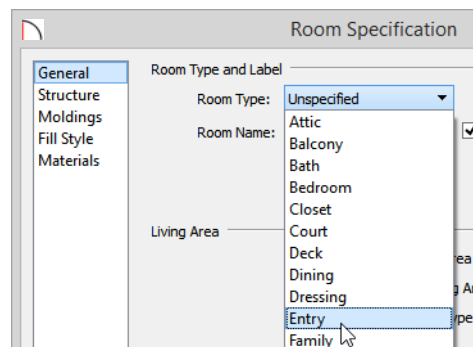 Room Specification
General
Structure
Moldings
Fill Style
Materials
Room Type and Label
Room Type: Unspecified
Room Name:
Attic
Balcony
Bath
Bedroom
Closet
Court
Deck
Dining
Dressing
Entry
Family
Living Area